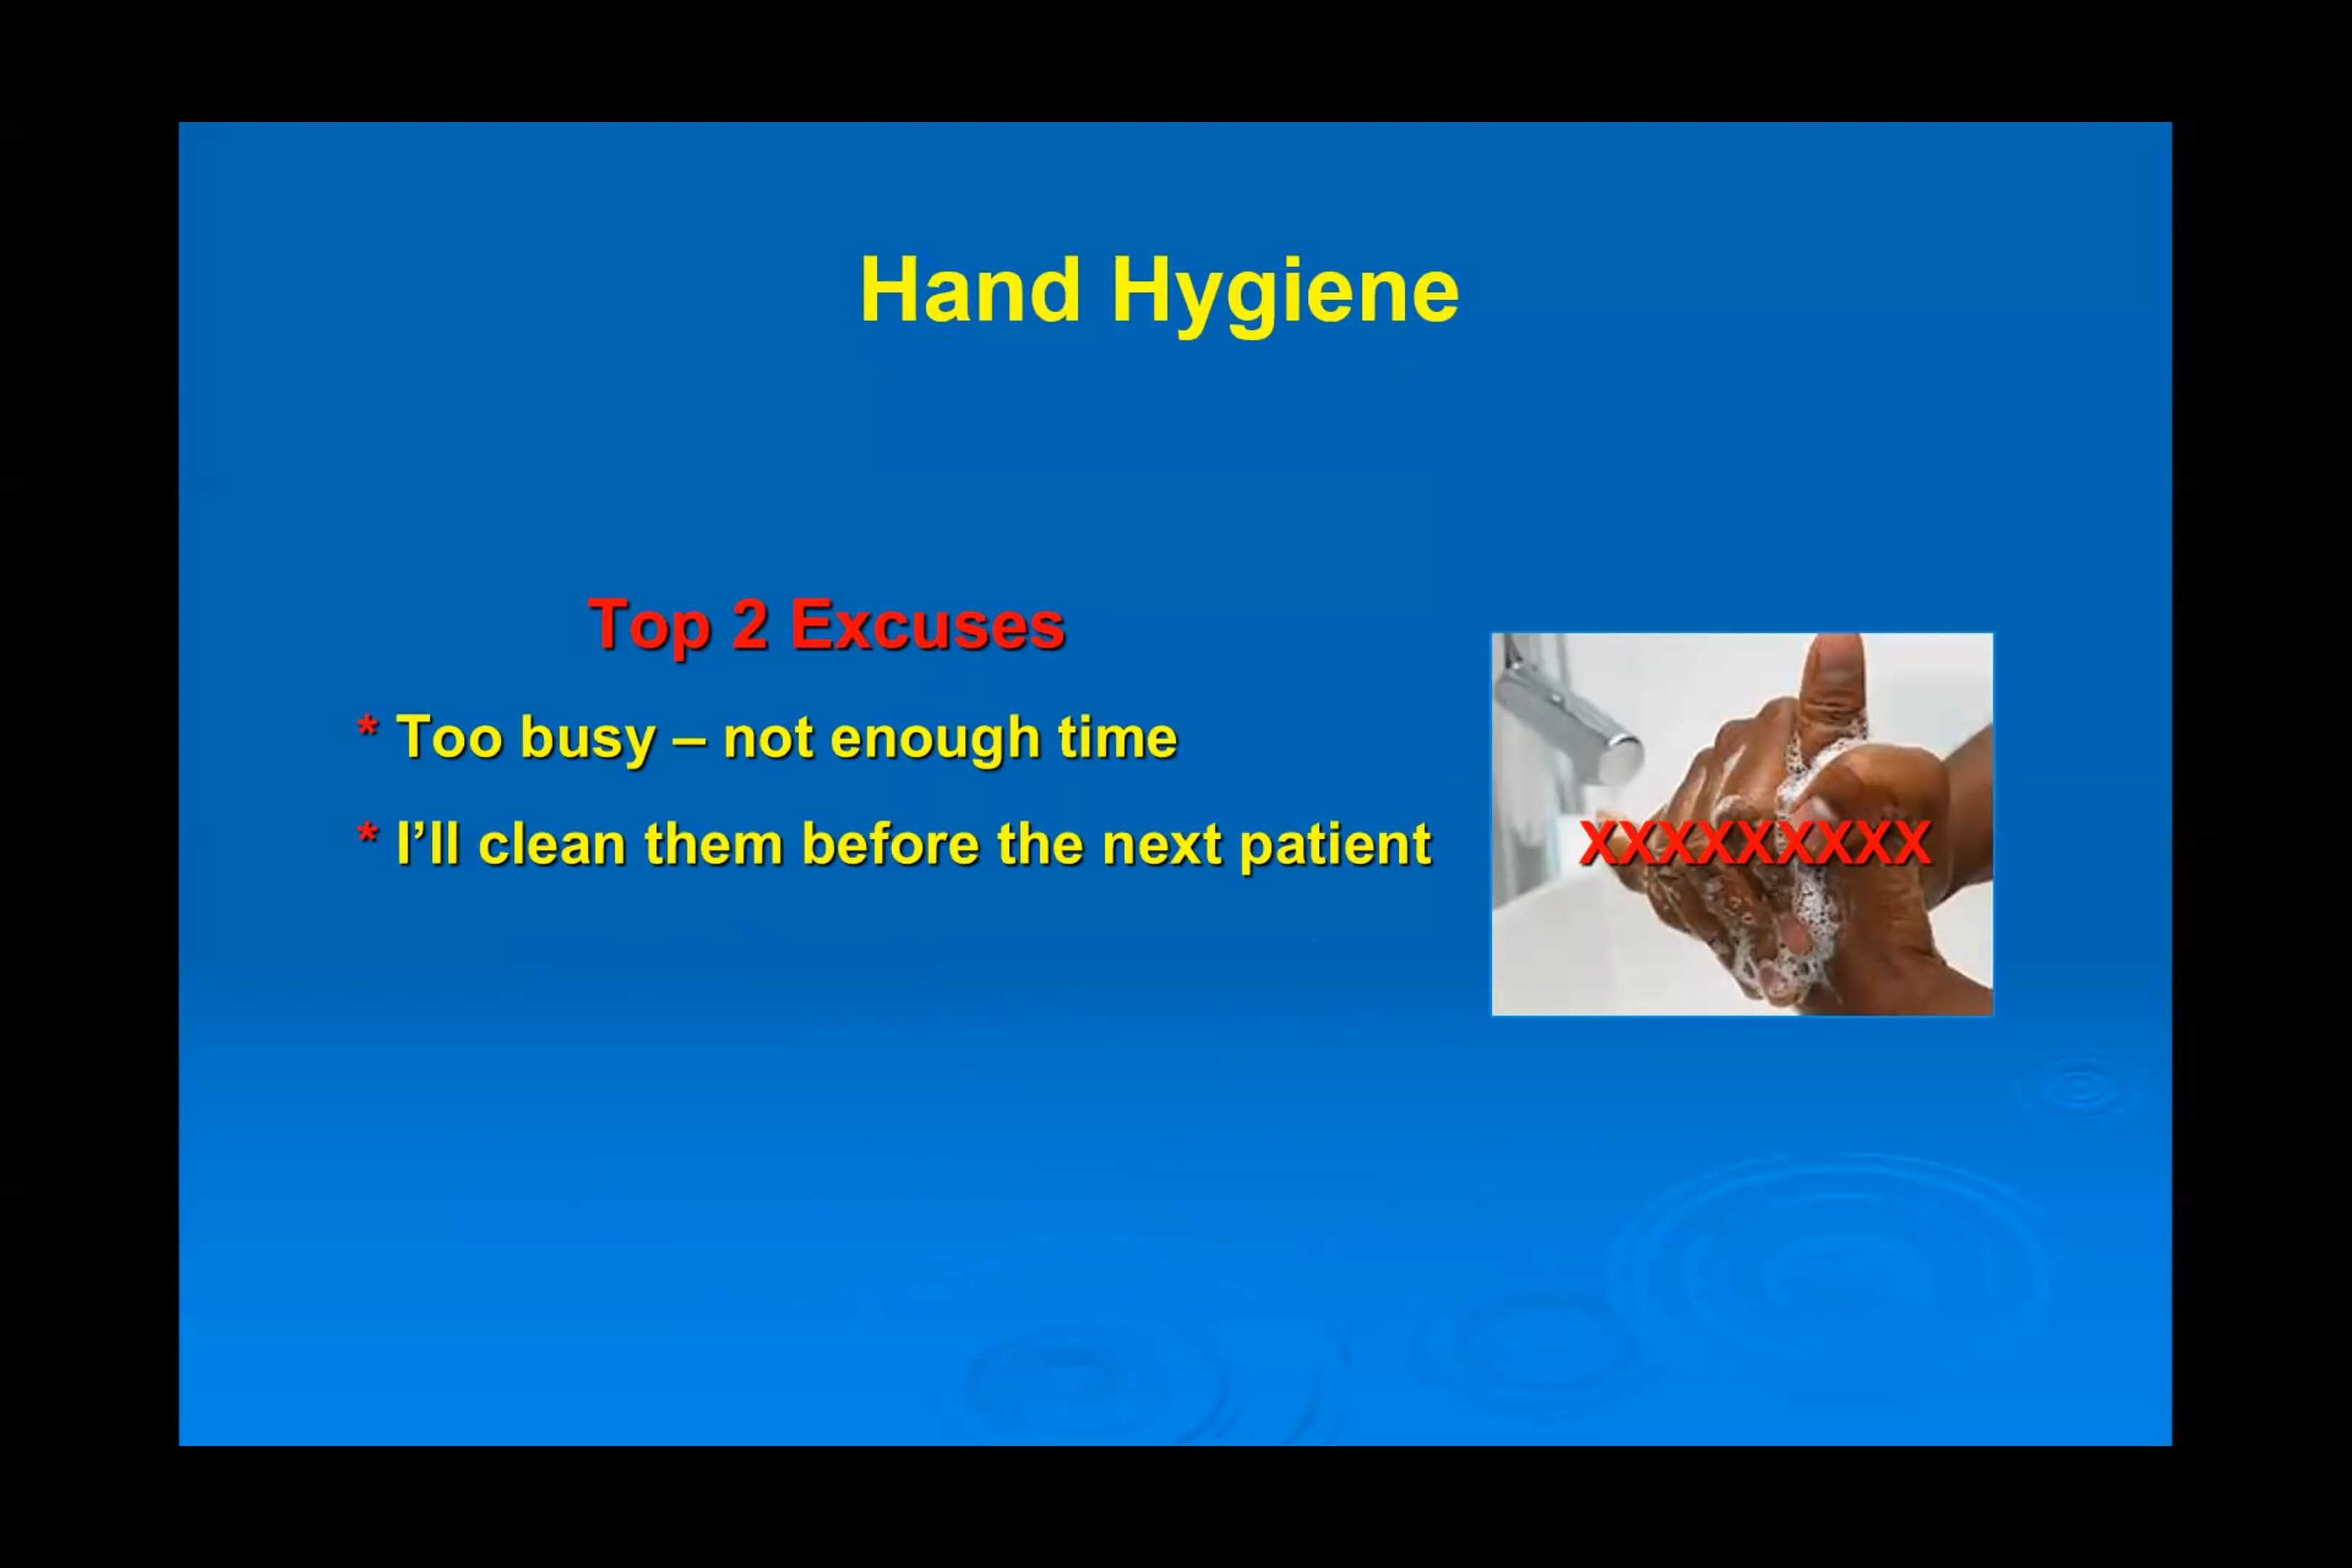 Hand Hygiene
Top 2 Excuses
* Too busy – not enough time
* I’ll clean them before the next patient
XXXXXXXXX